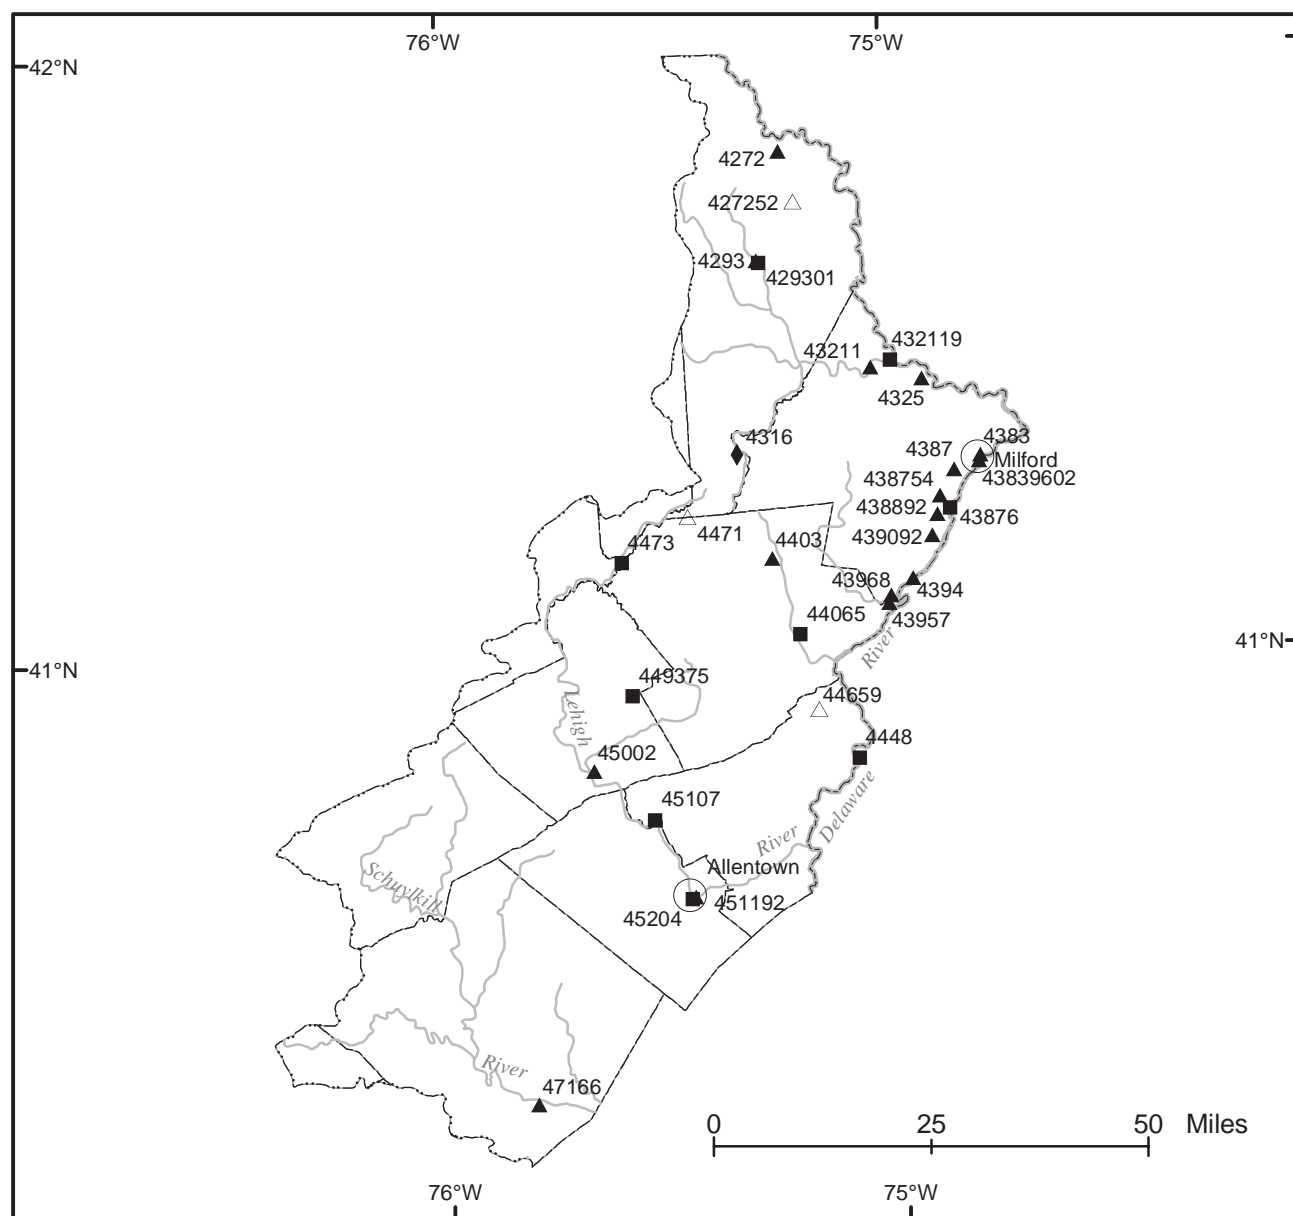 76°W
75°W
42°N
4272
427252
4293
429301
432119
43211
4325
4316
4383
4387
Milford
438754
43839602
438892
43876
4471
439092
4473
4403
41°N
43968
4394
44065
43957
River
41°N
449375
44659
Lehigh
4448
45002
Delaware
45107
River
Allentown
Schuylkill
451192
45204
River
47166
0 25 50 Miles
76°W
75°W